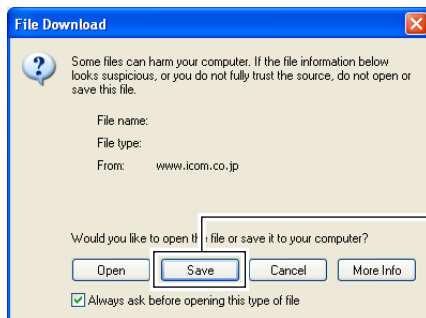 File Download
Some files can harm your computer. If the file information below
looks suspicious, or you do not fully trust the source, do not open or
save this file.
File name:
File type:
From: www.icom.co.jp
Would you like to open the file or save it to your computer?
Open Save Cancel More Info
Always ask before opening this type of file